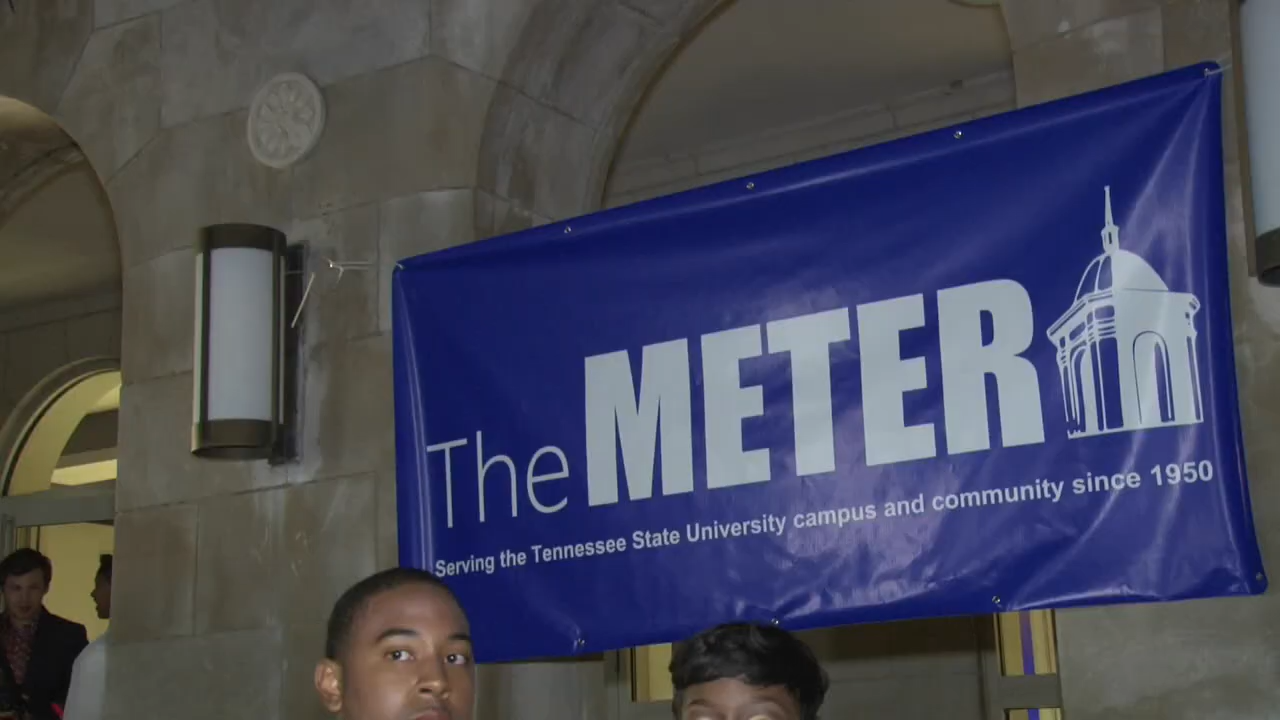 The METER
Serving the Tennessee State University campus and community since 1950